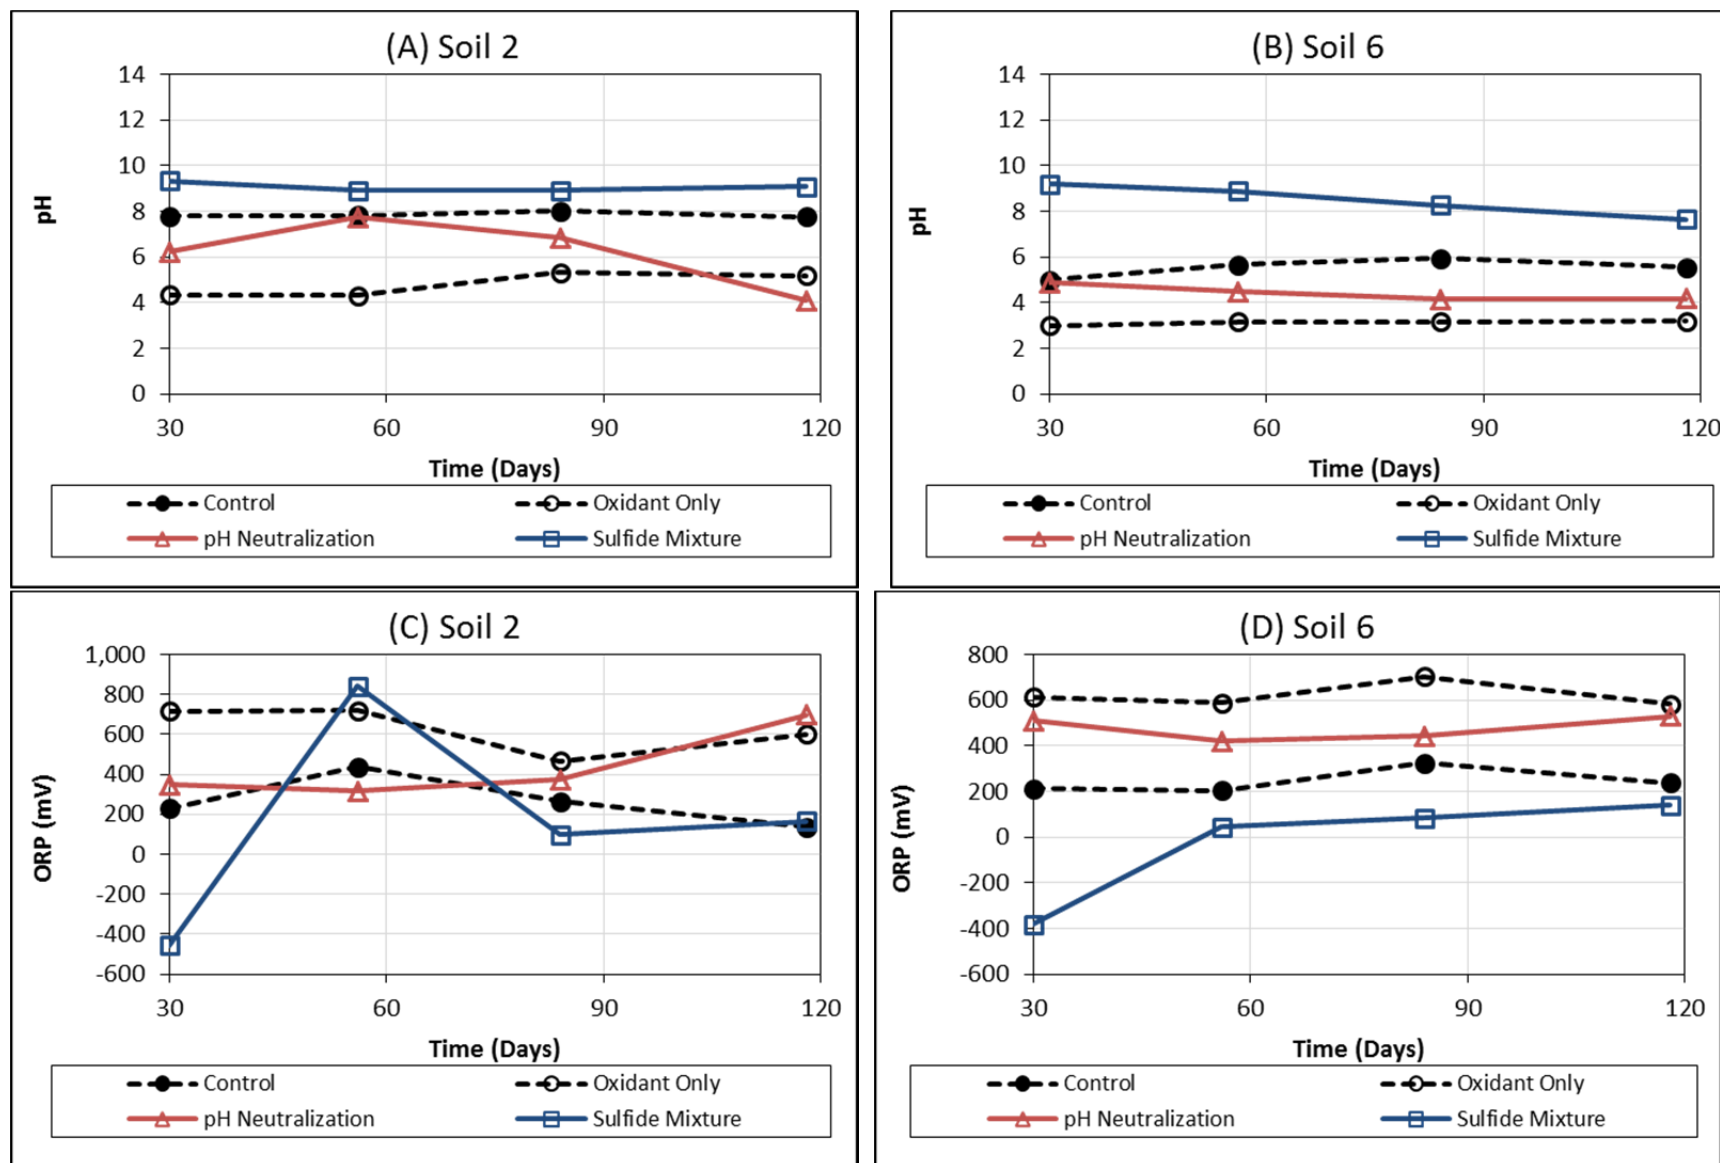 (A) Soil 2
14
12
10
8
6
4
2
0
pH
30 60 90 120
Time (Days)
Control Oxidant Only
pH Neutralization Sulfide Mixture
(B) Soil 6
14
12
10
8
6
4
2
0
pH
30 60 90 120
Time (Days)
Control Oxidant Only
pH Neutralization Sulfide Mixture
(C) Soil 2
1,000
800
600
400
200
0
-200
-400
-600
ORP (mV)
30 60 90 120
Time (Days)
Control Oxidant Only
pH Neutralization Sulfide Mixture
(D) Soil 6
800
600
400
200
0
-200
-400
-600
ORP (mV)
30 60 90 120
Time (Days)
Control Oxidant Only
pH Neutralization Sulfide Mixture